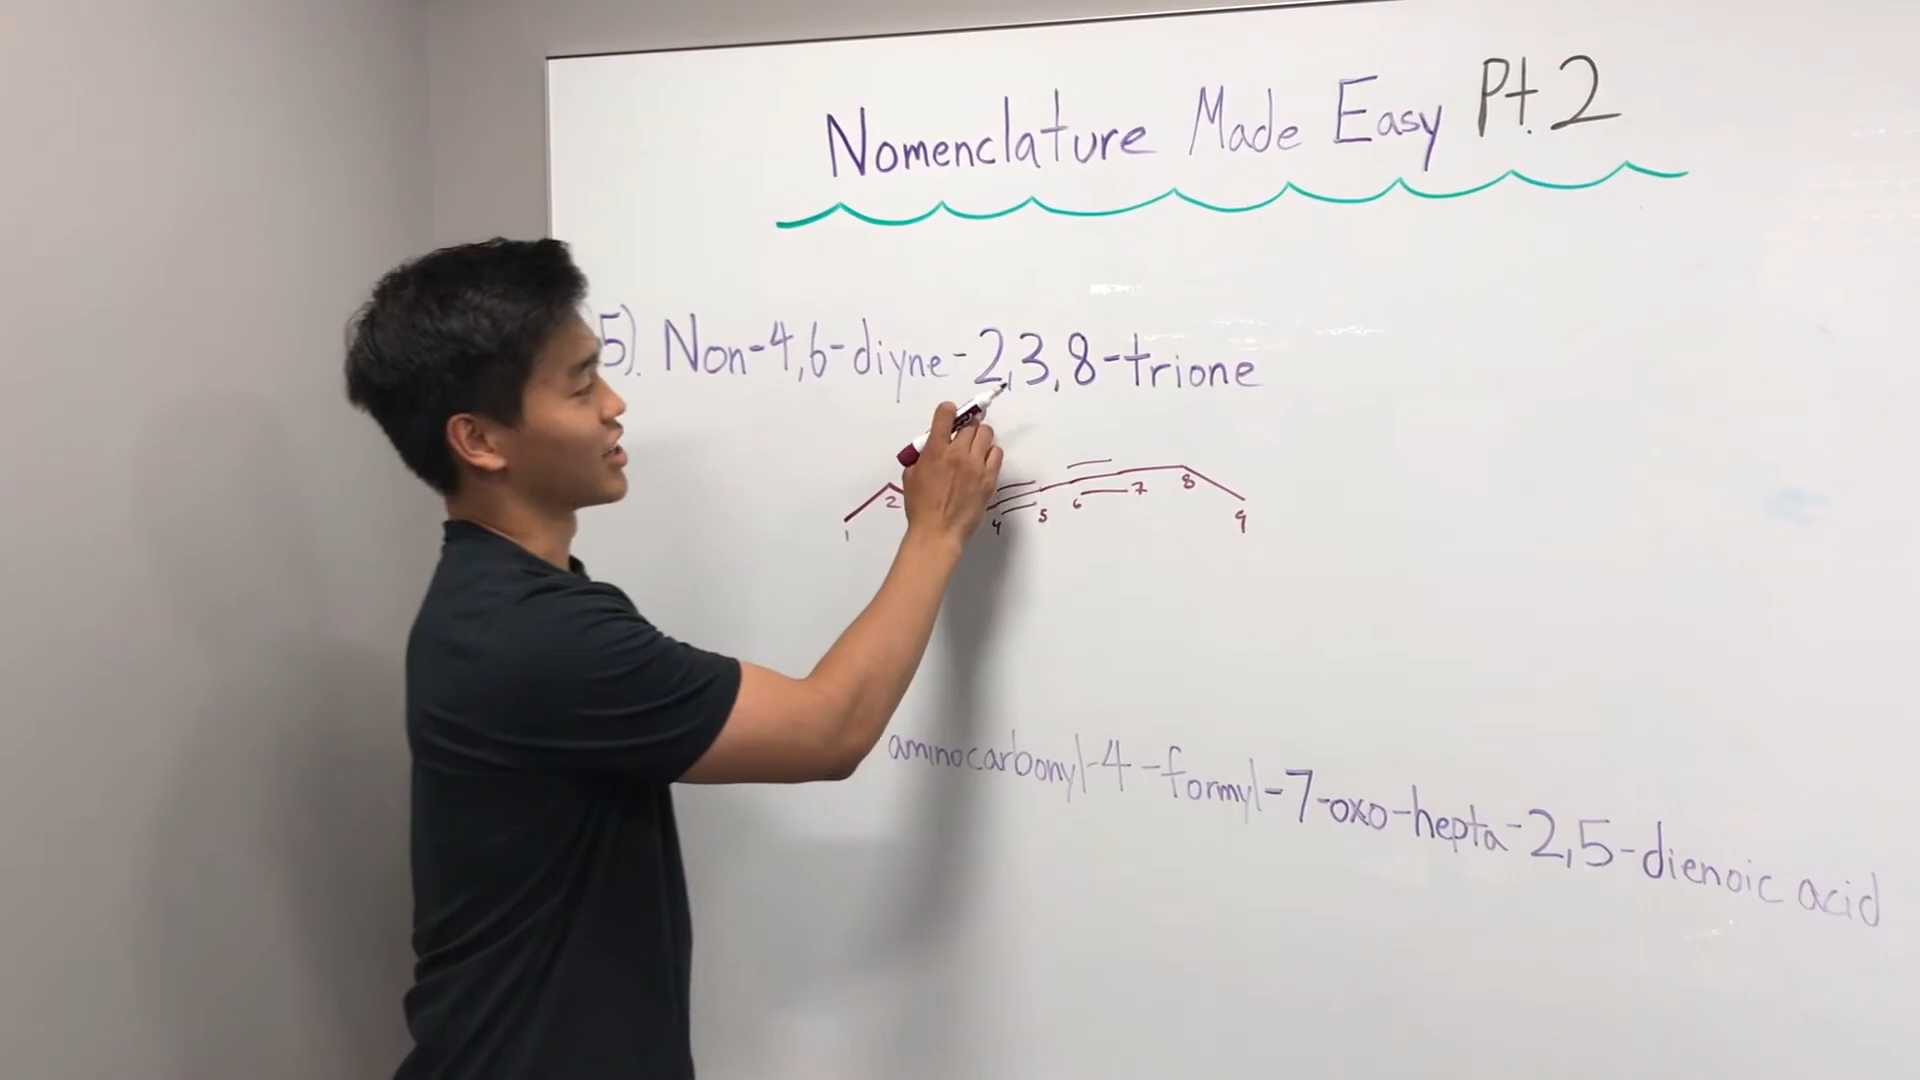 Nomenclature Made Easy Pt. 2
5). Non-4,6-diyne-2,3,8-trione
1 2 4 5 6 7 8 9
aminocarbonyl-4-formyl-7-oxo-hepta-2,5-dienoic acid